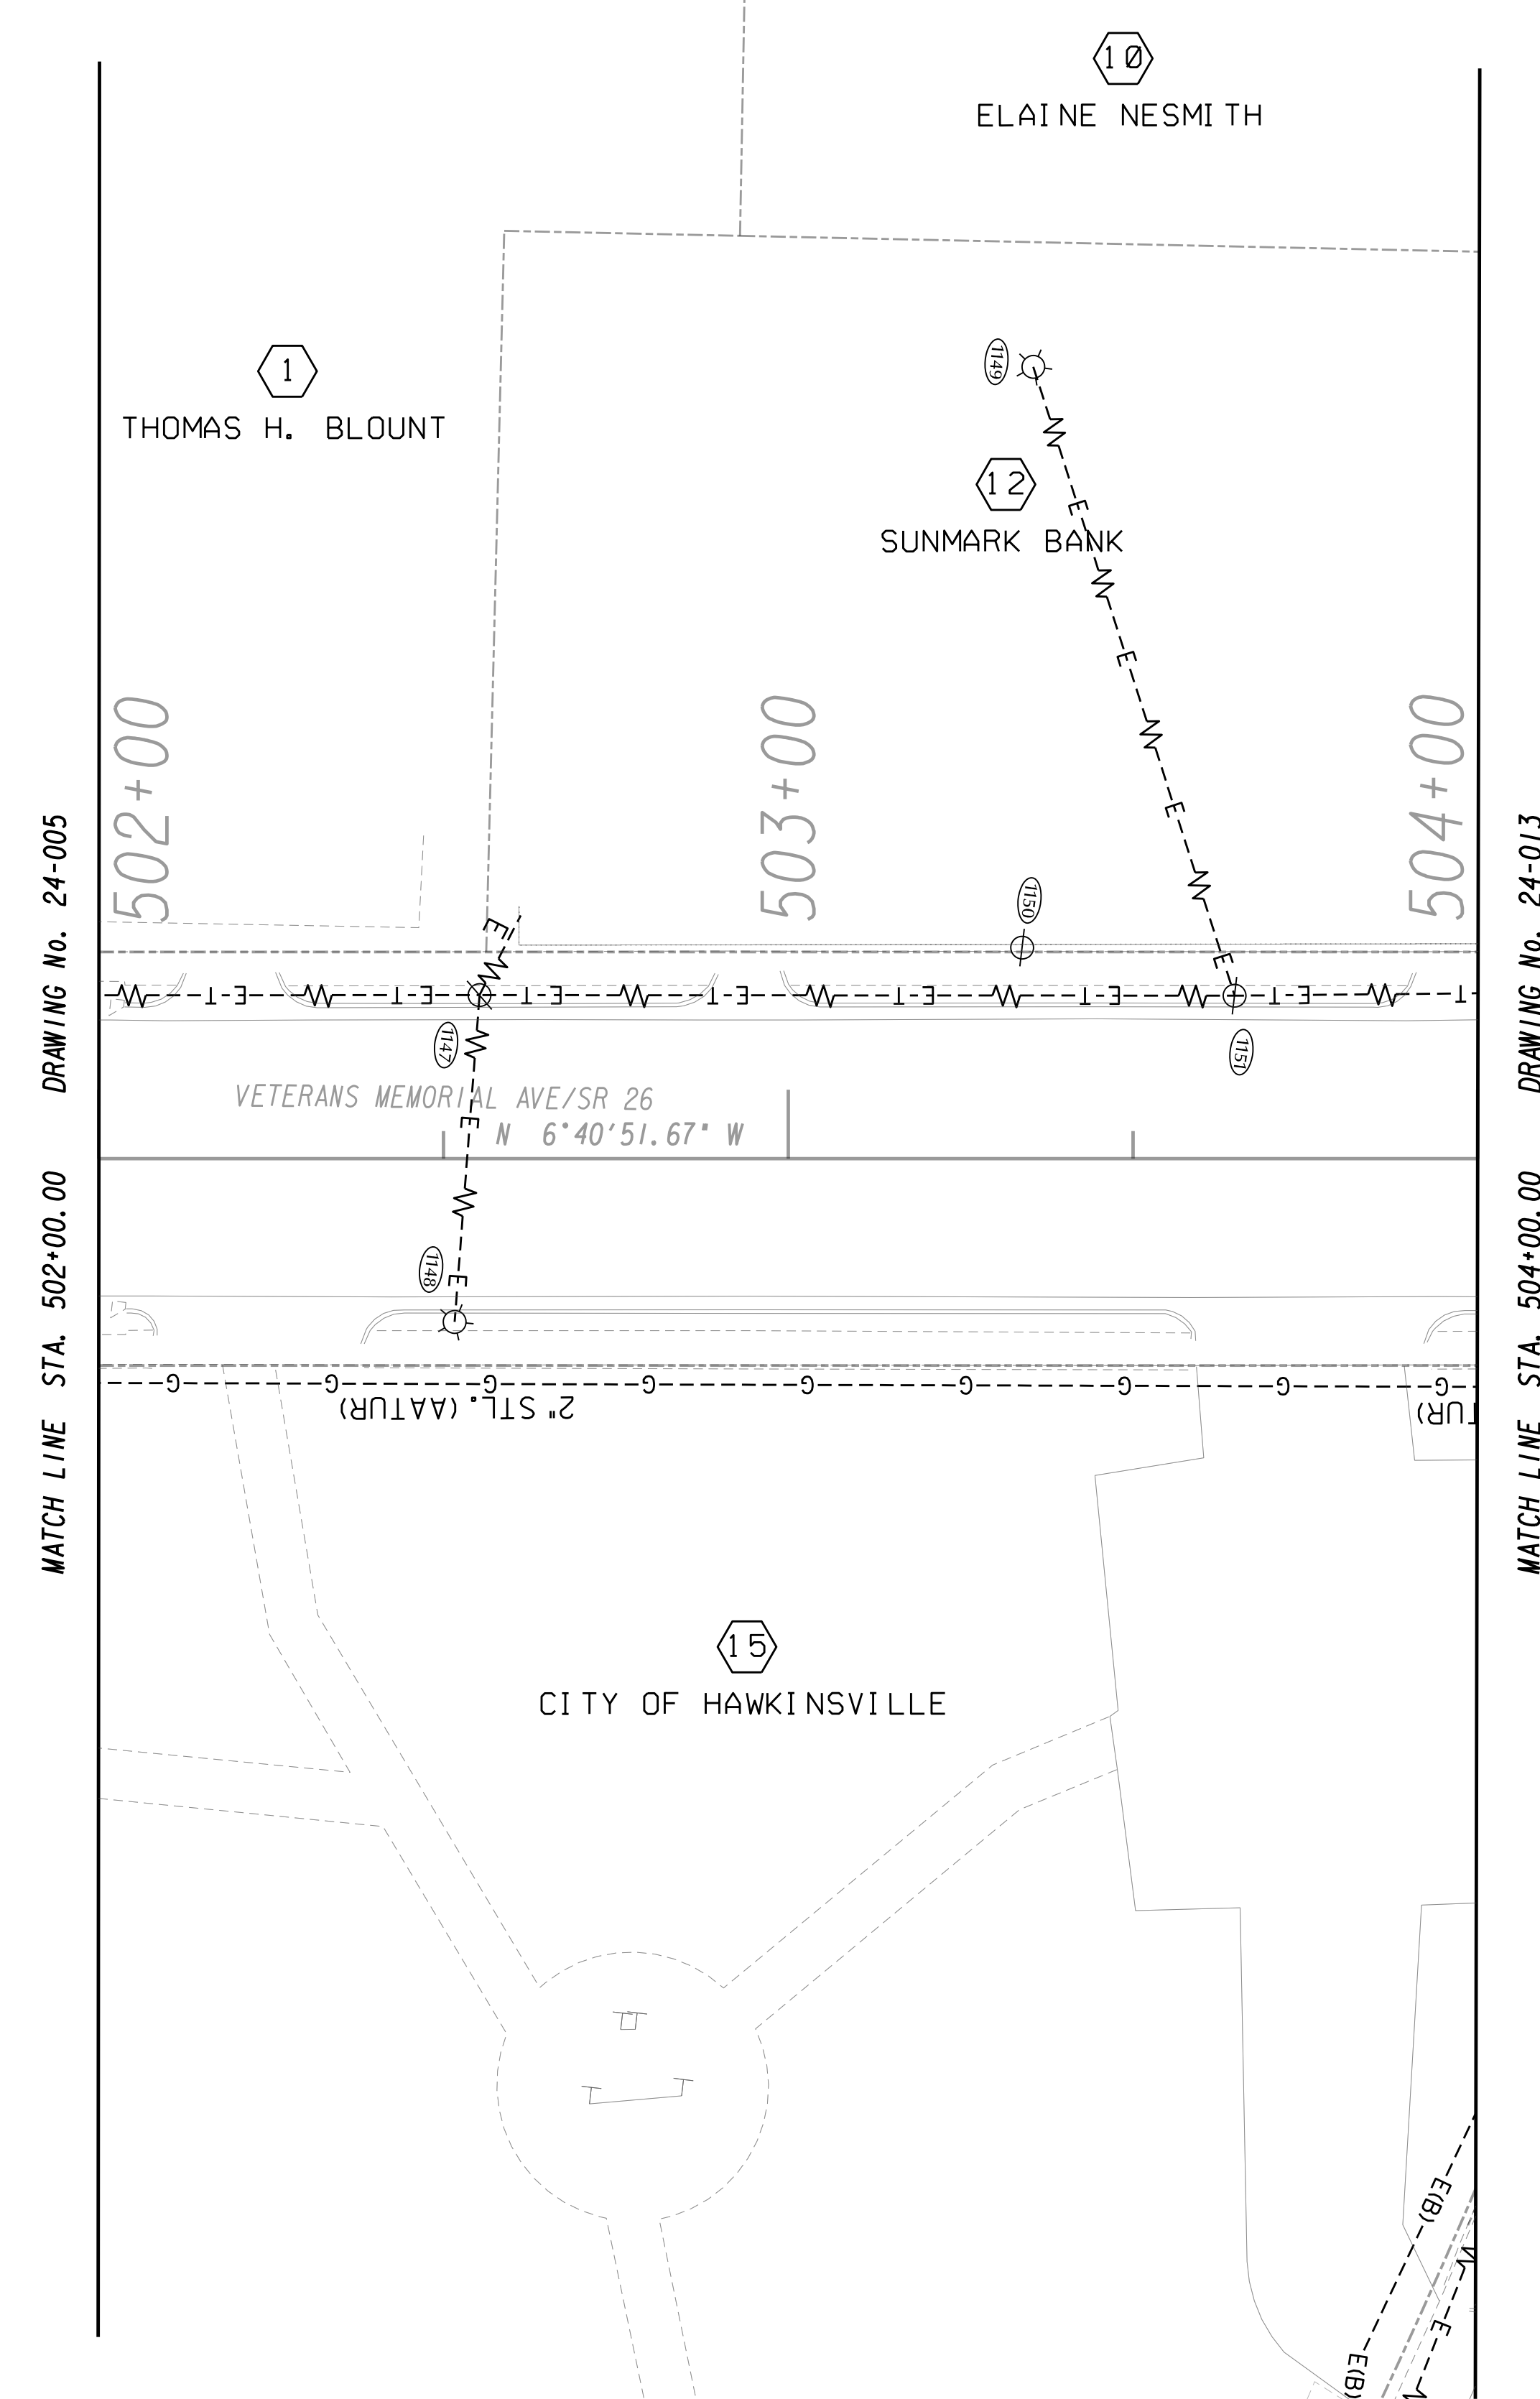 10
ELAINE NESMITH
1
THOMAS H. BLOUNT
1149
12
SUNMARK BANK
502+00
503+00
504+00
1150
E
E-T
E-T
E-T
E-T
E-T
E-T
E-T
T
1147
1151
VETERANS MEMORIAL AVE/SR 26
N 6°40'51.67" W
E
E
E
E
E
E
1148
E
G
G
G
G
G
G
G
G
G
2" STL. (AATUR)
TUR)
15
CITY OF HAWKINSVILLE
E(B)
E
E(B)
MATCH LINE STA. 502+00.00 DRAWING No. 24-005
MATCH LINE STA. 504+00.00 DRAWING No. 24-013